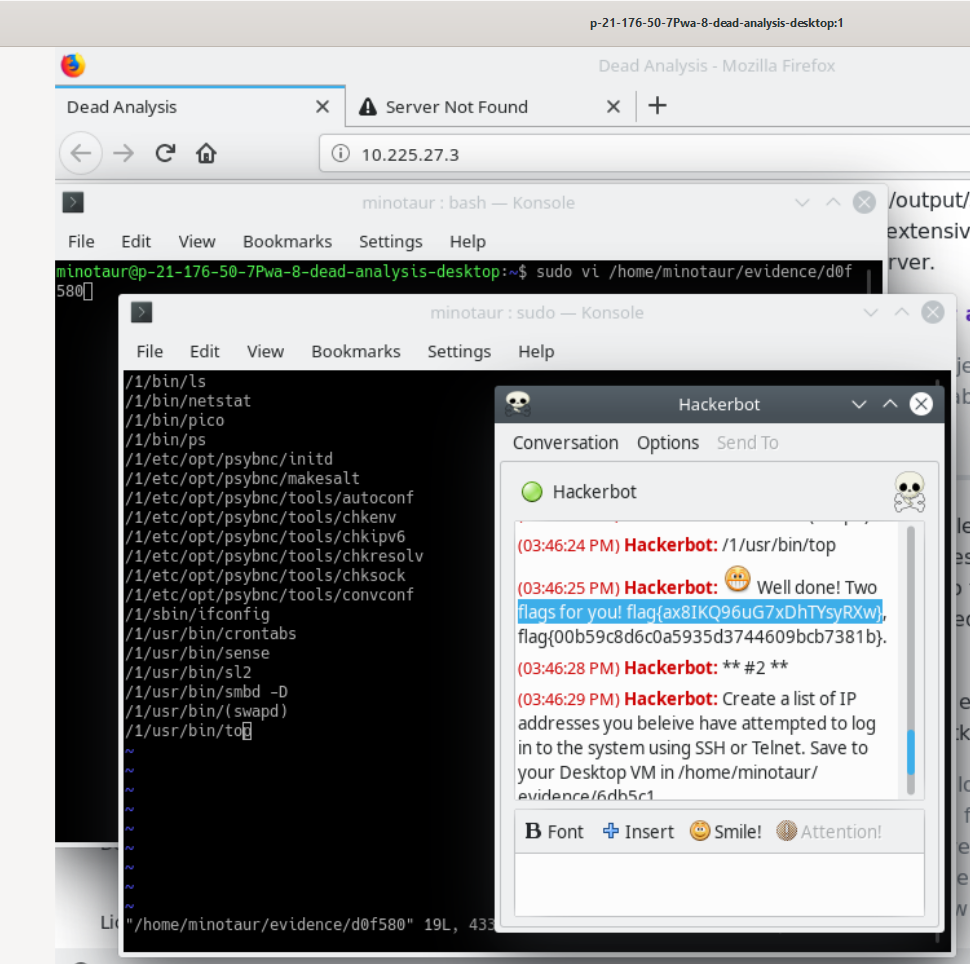 p-21-176-50-7Pwa-8-dead-analysis-desktop:1
Dead Analysis - Mozilla Firefox
Dead Analysis
Server Not Found
10.225.27.3
/output/
extensiv
rver.
minotaur : bash — Konsole
File Edit View Bookmarks Settings Help
minotaur@p-21-176-50-7Pwa-8-dead-analysis-desktop:~$ sudo vi /home/minotaur/evidence/d0f
580
minotaur : sudo — Konsole
File Edit View Bookmarks Settings Help
/1/bin/ls
/1/bin/netstat
/1/bin/pico
/1/bin/ps
/1/etc/opt/psybnc/initd
/1/etc/opt/psybnc/makesalt
/1/etc/opt/psybnc/tools/autoconf
/1/etc/opt/psybnc/tools/chkenv
/1/etc/opt/psybnc/tools/chkipv6
/1/etc/opt/psybnc/tools/chkresolv
/1/etc/opt/psybnc/tools/chksock
/1/etc/opt/psybnc/tools/convconf
/1/sbin/ifconfig
/1/usr/bin/crontabs
/1/usr/bin/sense
/1/usr/bin/sl2
/1/usr/bin/smbd -D
/1/usr/bin/(swapd)
/1/usr/bin/top
~
~
~
~
~
~
~
~
~
"/home/minotaur/evidence/d0f580" 19L, 433
Hackerbot
Conversation Options Send To
Hackerbot
(03:46:24 PM) Hackerbot: /1/usr/bin/top
(03:46:25 PM) Hackerbot: Well done! Two
flags for you! flag{ax8IKQ96uG7xDhTYsyRXw},
flag{00b59c8d6c0a5935d3744609bcb7381b}.
(03:46:28 PM) Hackerbot: ** #2 **
(03:46:29 PM) Hackerbot: Create a list of IP
addresses you beleive have attempted to log
in to the system using SSH or Telnet. Save to
your Desktop VM in /home/minotaur/
evidence/6db5c1
B Font Insert Smile! Attention!